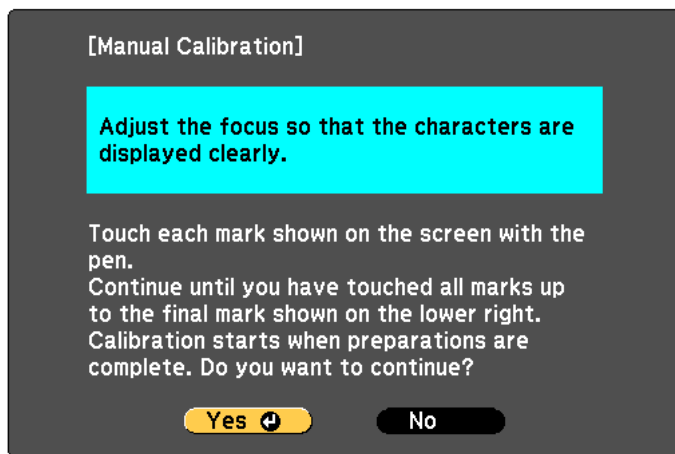 [Manual Calibration]
Adjust the focus so that the characters are
displayed clearly.
Touch each mark shown on the screen with the
pen.
Continue until you have touched all marks up
to the final mark shown on the lower right.
Calibration starts when preparations are
complete. Do you want to continue?
Yes No